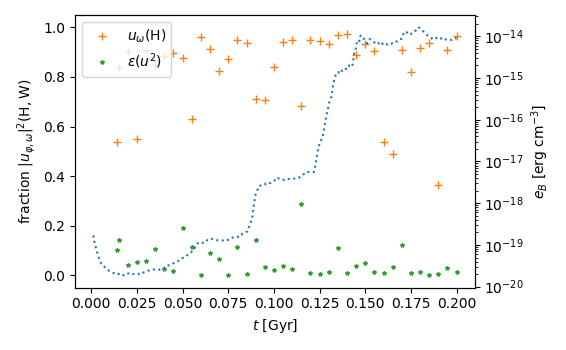 1.0
0.8
0.6
0.4
0.2
0.0
fraction |u_{φ,ω}|²(H, W)
u_ω(H)
ε(u²)
10⁻¹⁴
10⁻¹⁵
10⁻¹⁶
10⁻¹⁷
10⁻¹⁸
10⁻¹⁹
10⁻²⁰
e_B [erg cm⁻³]
0.000 0.025 0.050 0.075 0.100 0.125 0.150 0.175 0.200
t [Gyr]